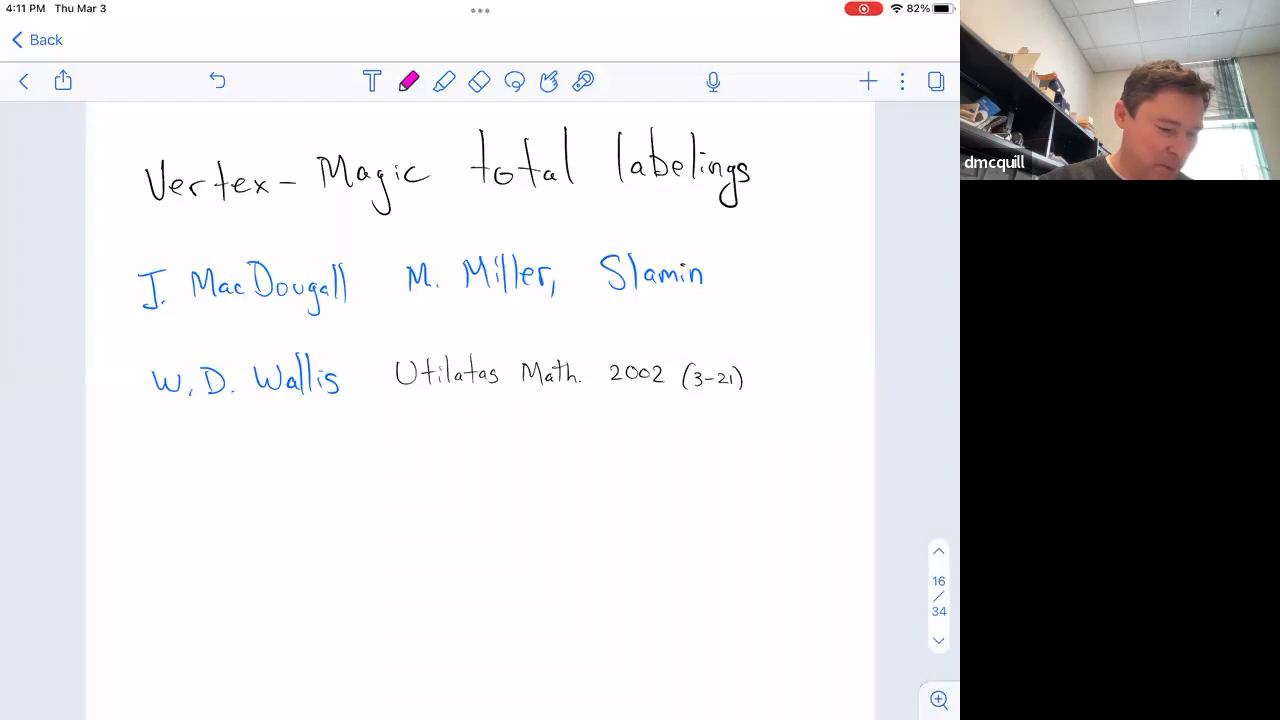 4:11 PM Thu Mar 3
82%
Back
T
Vertex-Magic total labelings
J. MacDougall M. Miller, Slamin
W. D. Wallis Utilatas Math. 2002 (3-21)
16
/
34
dmcquill